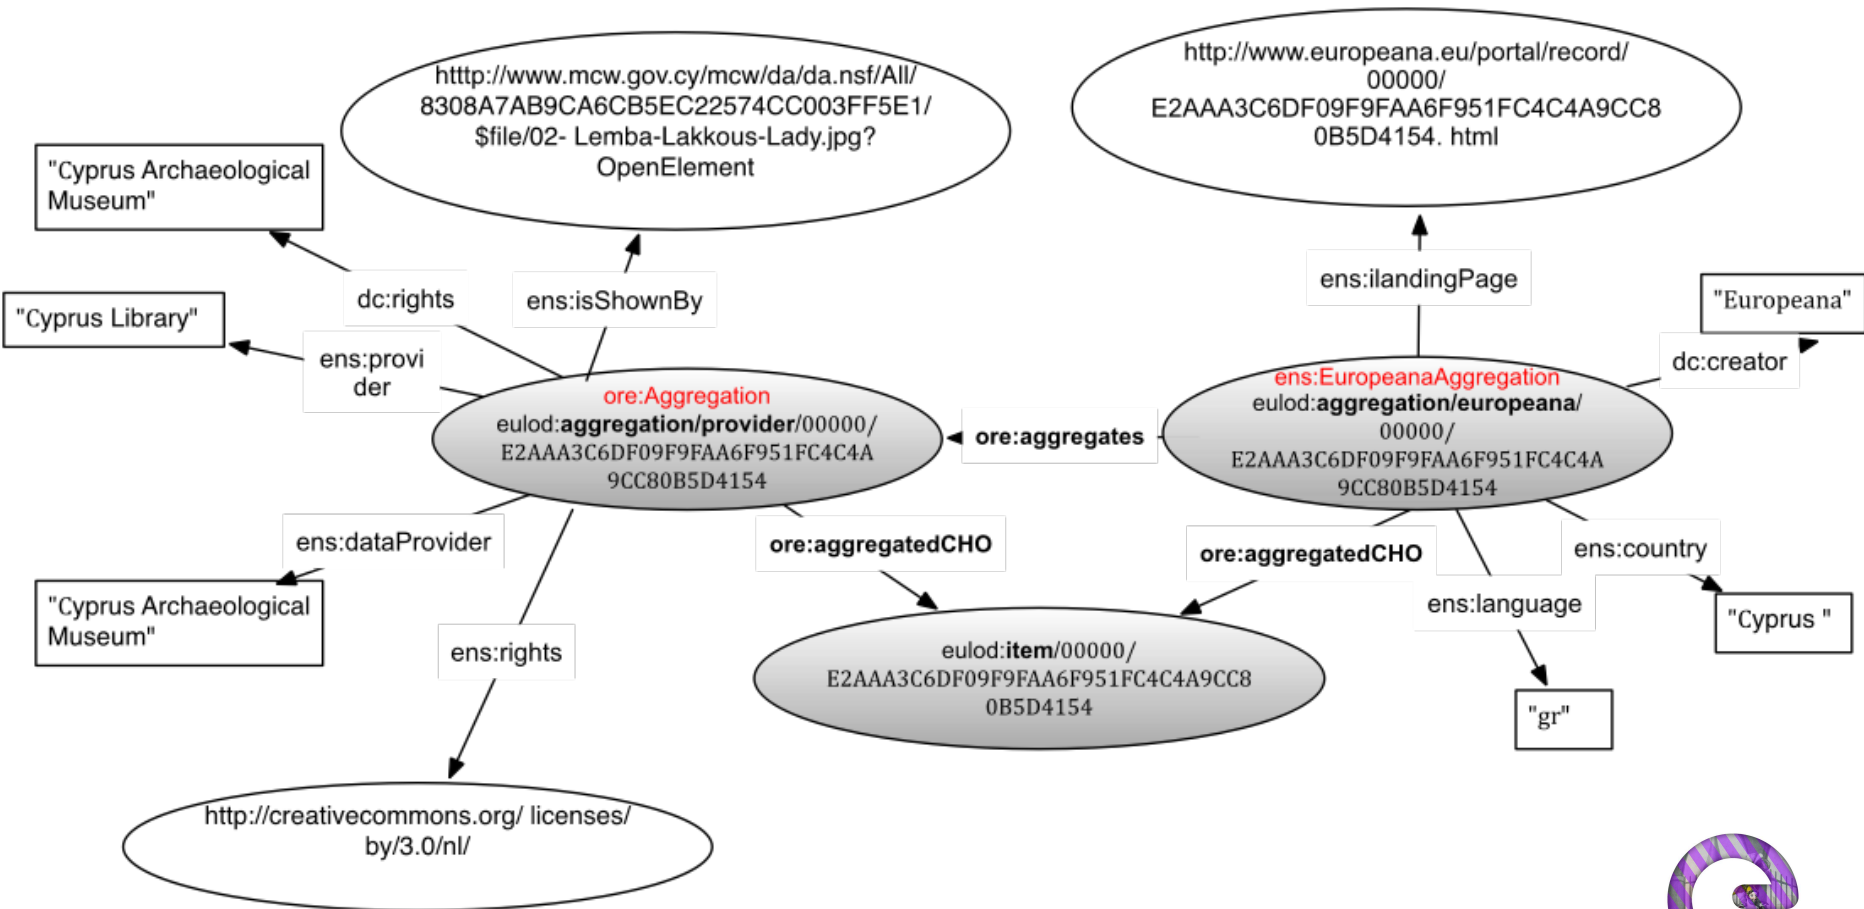 htttp://www.mcw.gov.cy/mcw/da/da.nsf/All/
8308A7AB9CA6CB5EC22574CC003FF5E1/
$file/02- Lemba-Lakkous-Lady.jpg?
OpenElement
http://www.europeana.eu/portal/record/
00000/
E2AAA3C6DF09F9FAA6F951FC4C4A9CC8
0B5D4154. html
"Cyprus Archaeological
Museum"
dc:rights
ens:isShownBy
ens:ilandingPage
"Europeana"
"Cyprus Library"
ens:provi
der
dc:creator
ore:Aggregation
eulod:aggregation/provider/00000/
E2AAA3C6DF09F9FAA6F951FC4C4A
9CC80B5D4154
ore:aggregates
ens:EuropeanaAggregation
eulod:aggregation/europeana/
00000/
E2AAA3C6DF09F9FAA6F951FC4C4A
9CC80B5D4154
ens:dataProvider
ore:aggregatedCHO
ore:aggregatedCHO
ens:country
"Cyprus Archaeological
Museum"
ens:language
"Cyprus "
ens:rights
eulod:item/00000/
E2AAA3C6DF09F9FAA6F951FC4C4A9CC8
0B5D4154
"gr"
http://creativecommons.org/ licenses/
by/3.0/nl/